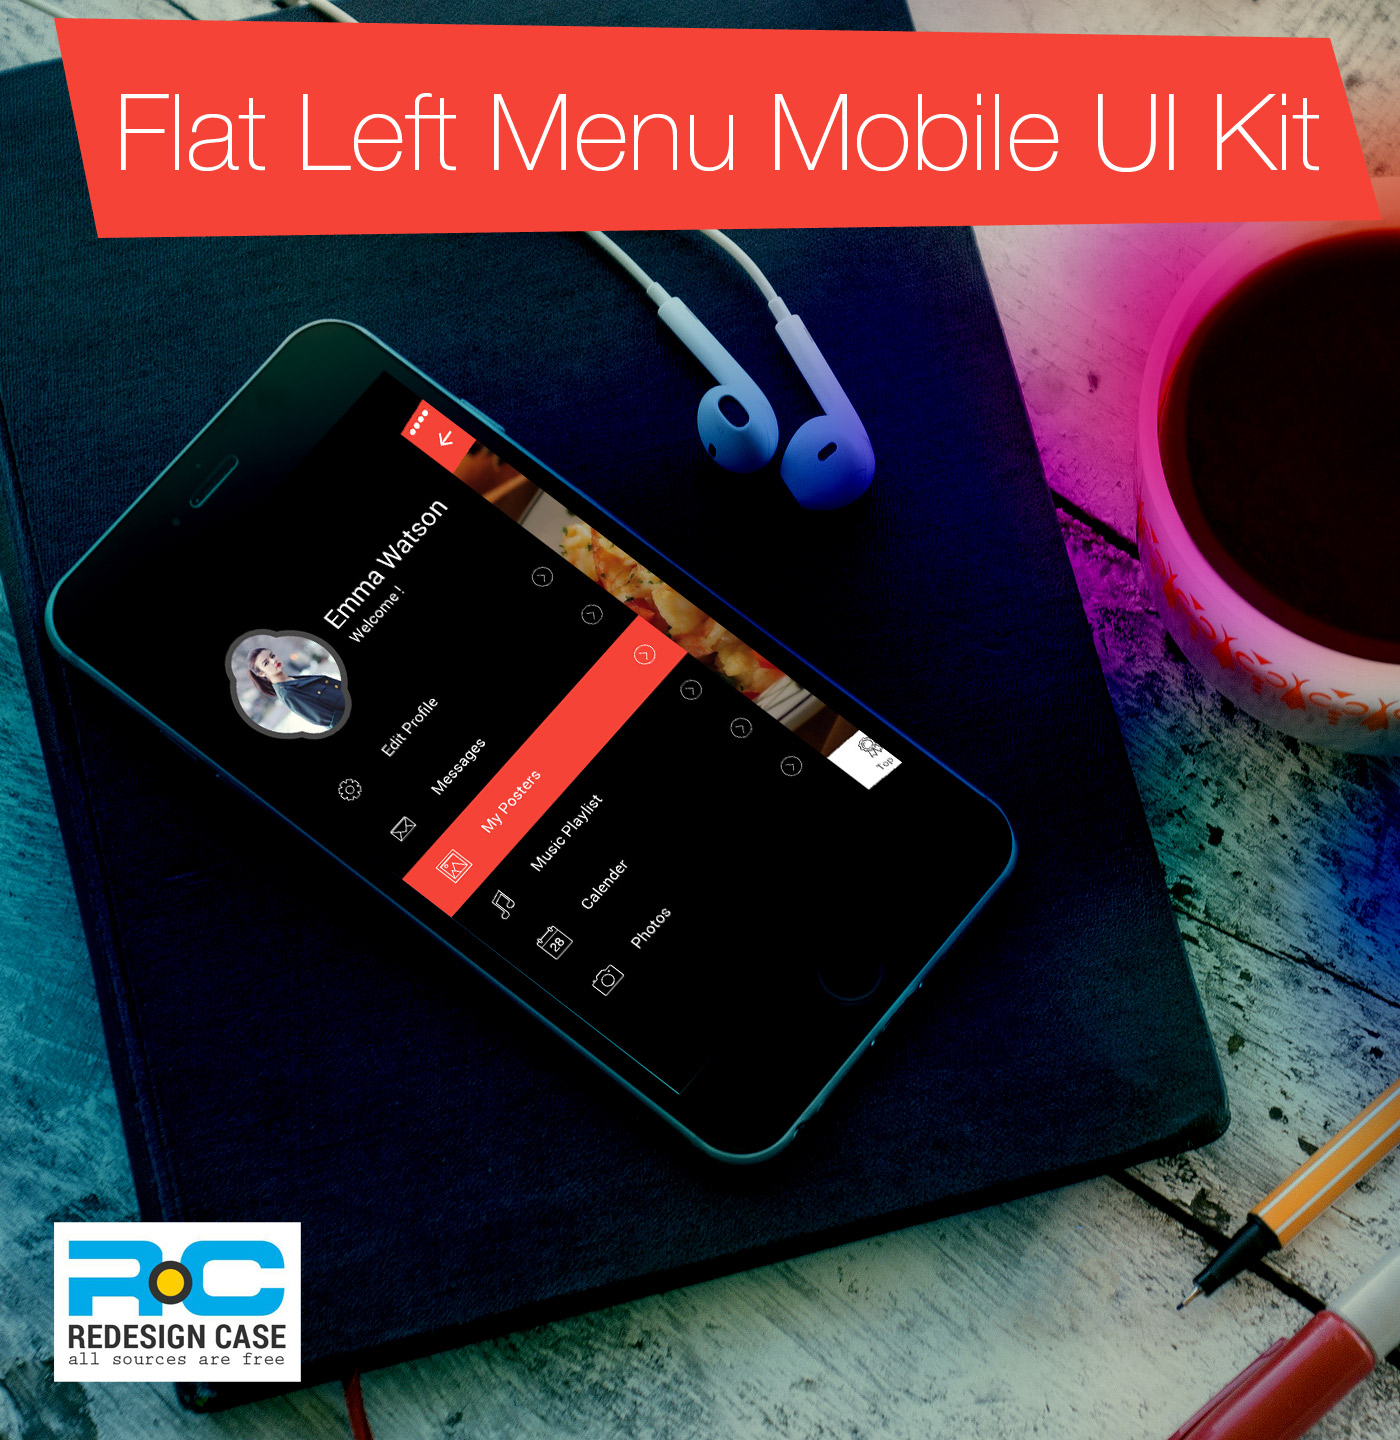 Flat Left Menu Mobile UI Kit
Emma Watson
Welcome !
Edit Profile
Messages
My Posters
Music Playlist
28
Calender
Photos
Top
RC
REDESIGN CASE
all sources are free